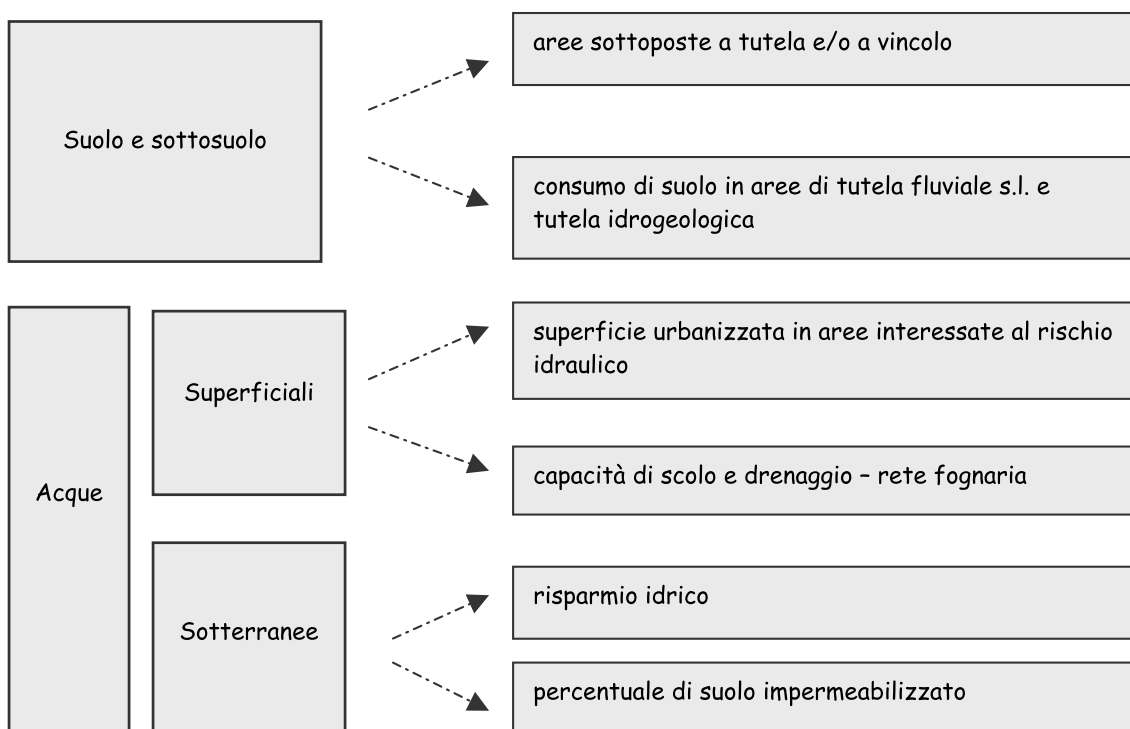 Suolo e sottosuolo
aree sottoposte a tutela e/o a vincolo
consumo di suolo in aree di tutela fluviale s.l. e
tutela idrogeologica
Acque
Superficiali
superficie urbanizzata in aree interessate al rischio
idraulico
capacità di scolo e drenaggio – rete fognaria
Sotterranee
risparmio idrico
percentuale di suolo impermeabilizzato